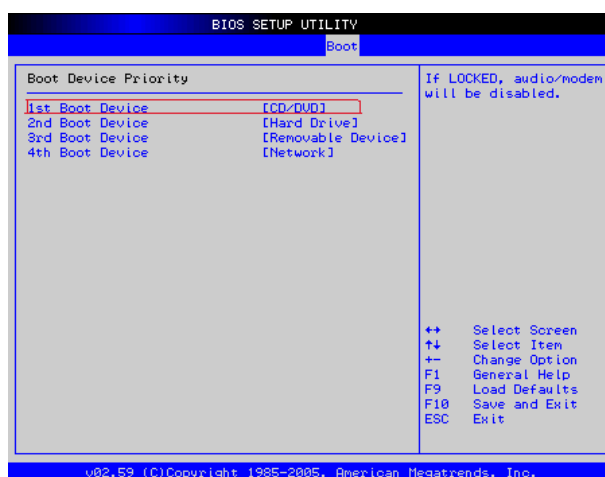 BIOS SETUP UTILITY
Boot
Boot Device Priority
1st Boot Device [CD/DVD]
2nd Boot Device [Hard Drive]
3rd Boot Device [Removable Device]
4th Boot Device [Network]
If LOCKED, audio/modem
will be disabled.
↔ Select Screen
↑↓ Select Item
+- Change Option
F1 General Help
F9 Load Defaults
F10 Save and Exit
ESC Exit
v02.59 (C)Copyright 1985-2005, American Megatrends, Inc.